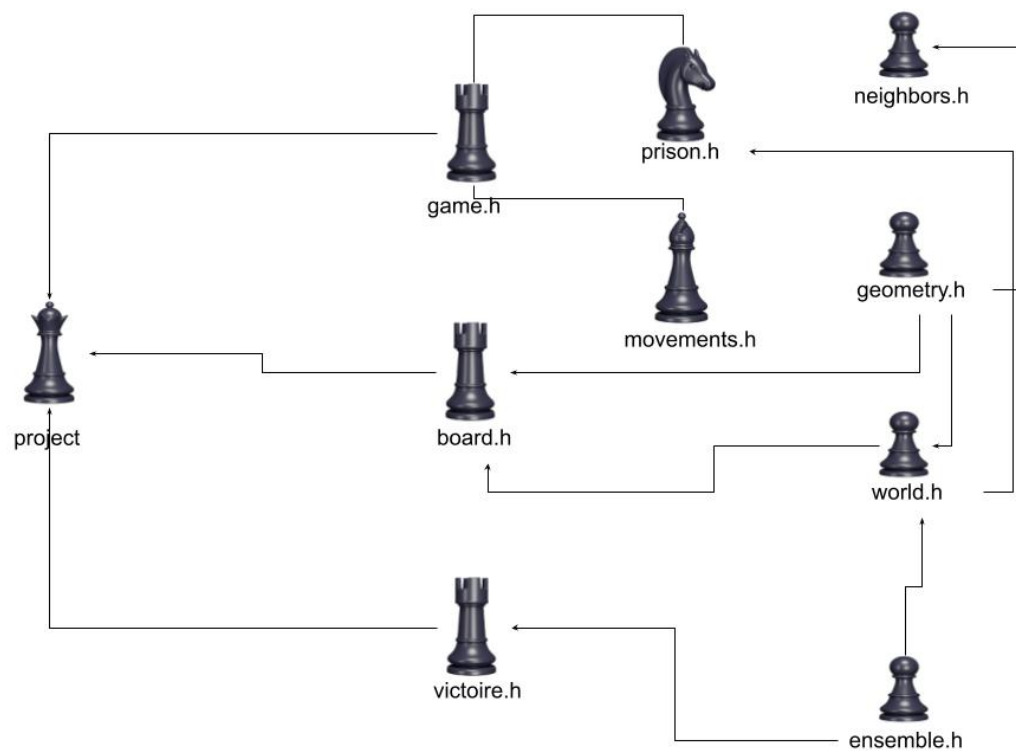 neighbors.h
prison.h
game.h
geometry.h
movements.h
project
board.h
world.h
victoire.h
ensemble.h